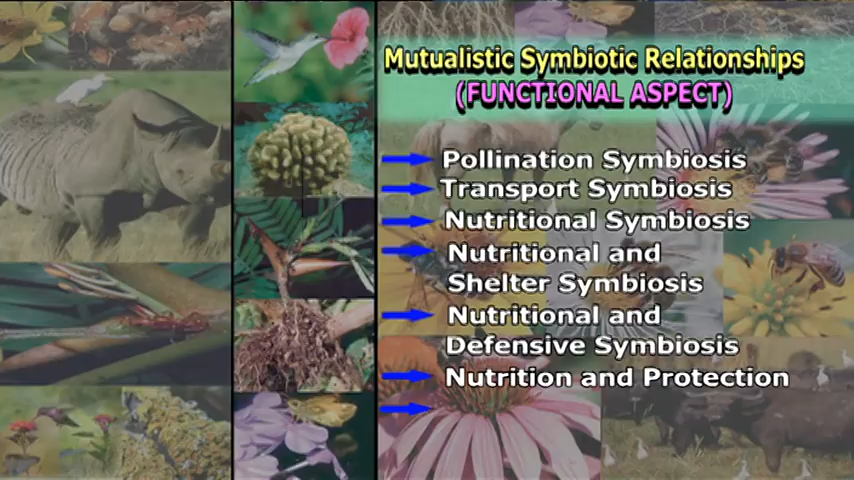 Mutualistic Symbiotic Relationships
(FUNCTIONAL ASPECT)
Pollination Symbiosis
Transport Symbiosis
Nutritional Symbiosis
Nutritional and
Shelter Symbiosis
Nutritional and
Defensive Symbiosis
Nutrition and Protection